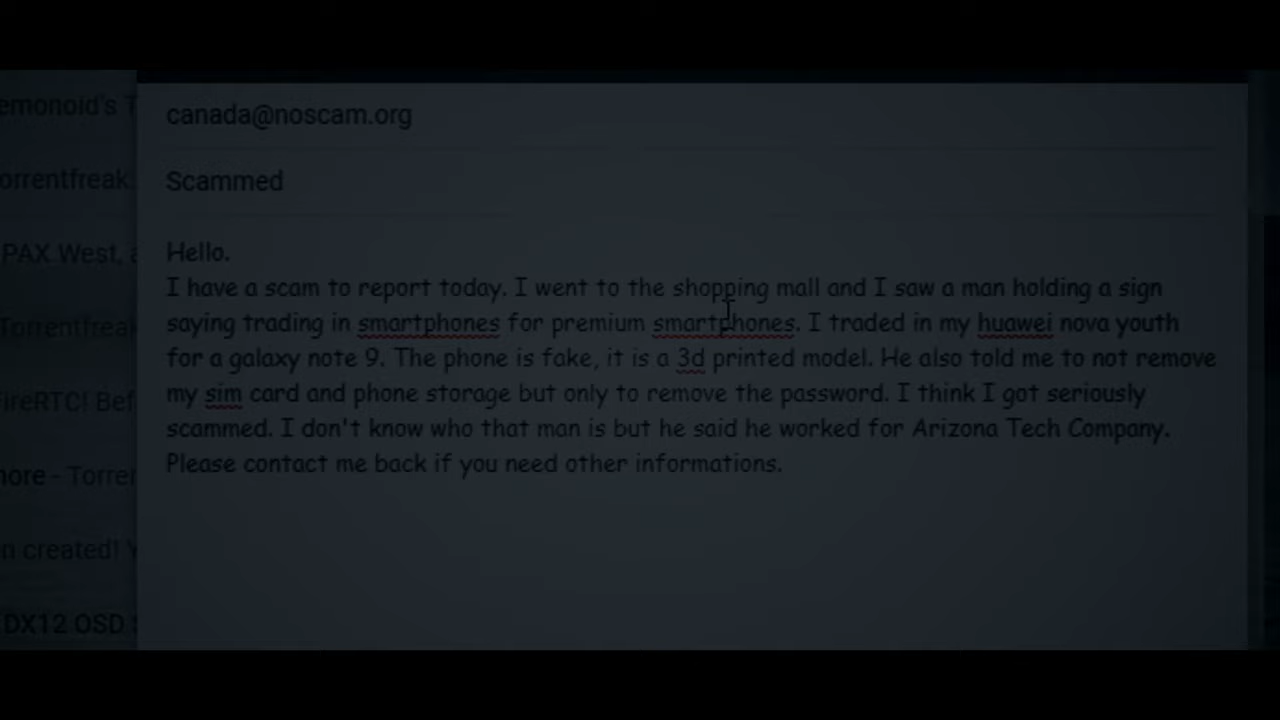 canada@noscam.org
Scammed
Hello.
I have a scam to report today. I went to the shopping mall and I saw a man holding a sign
saying trading in smartphones for premium smartphones. I traded in my huawei nova youth
for a galaxy note 9. The phone is fake, it is a 3d printed model. He also told me to not remove
my sim card and phone storage but only to remove the password. I think I got seriously
scammed. I don't know who that man is but he said he worked for Arizona Tech Company.
Please contact me back if you need other informations.
emonoid's T
orrentfreak
PAX West, a
Torrentfreak
ireRTC! Bef
nore - Torrer
n created! Y
DX12 OSD